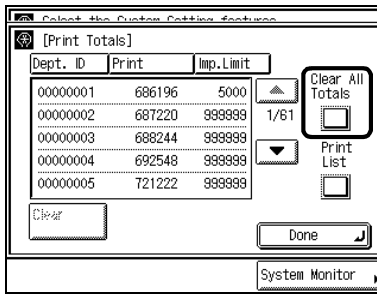 Select the System Setting features
[Print Totals]
Dept. ID Print Imp.Limit
00000001 686196 5000
00000002 687220 999999
00000003 688244 999999
00000004 692548 999999
00000005 721222 999999
1/61
Clear All
Totals
Print
List
Clear
Done
System Monitor